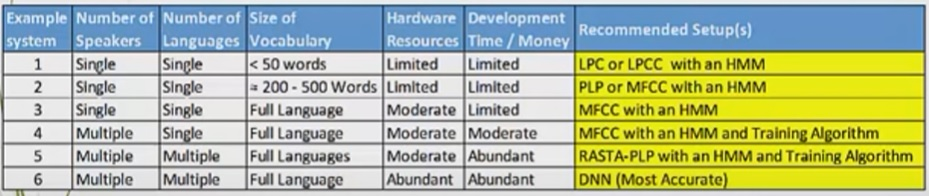 Example system Number of Speakers Number of Languages Size of Vocabulary Hardware Resources Development Time / Money Recommended Setup(s)
1 Single Single < 50 words Limited Limited LPC or LPCC with an HMM
2 Single Single ≈ 200 - 500 Words Limited Limited PLP or MFCC with an HMM
3 Single Single Full Language Moderate Limited MFCC with an HMM
4 Multiple Single Full Language Moderate Moderate MFCC with an HMM and Training Algorithm
5 Multiple Multiple Full Languages Moderate Abundant RASTA-PLP with an HMM and Training Algorithm
6 Multiple Multiple Full Language Abundant Abundant DNN (Most Accurate)